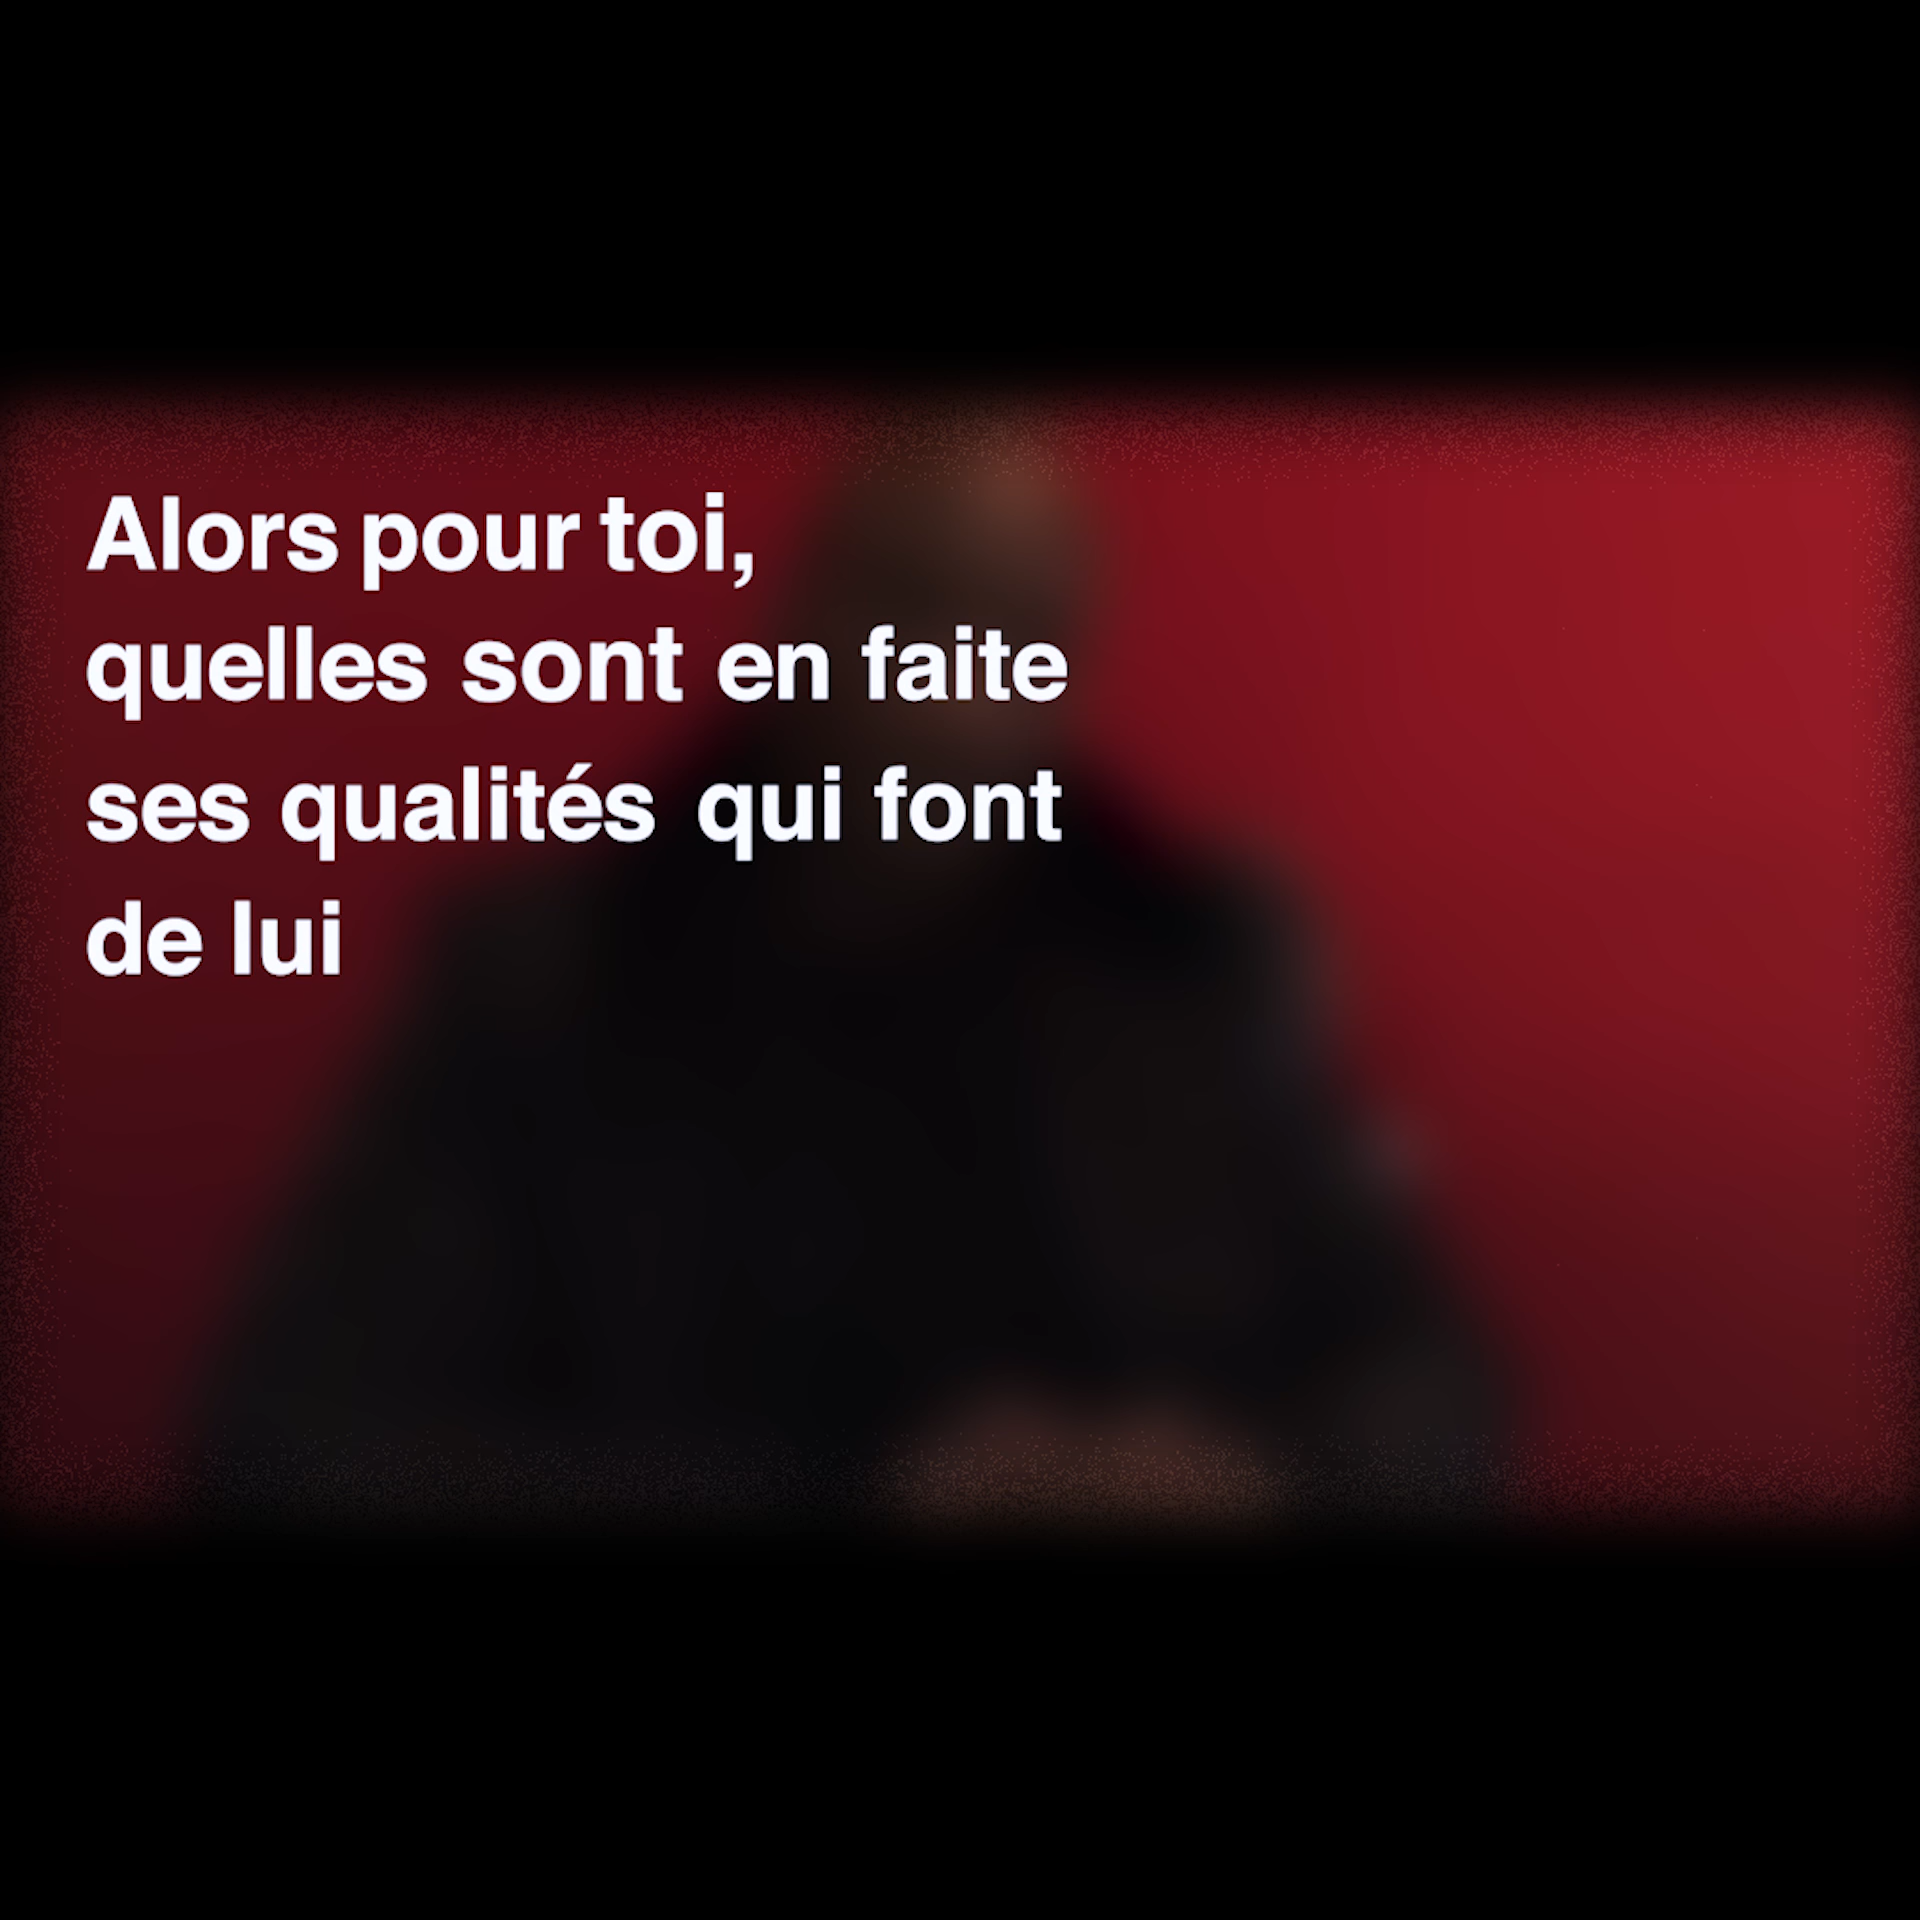 Alors pour toi,
quelles sont en faite
ses qualités qui font
de lui